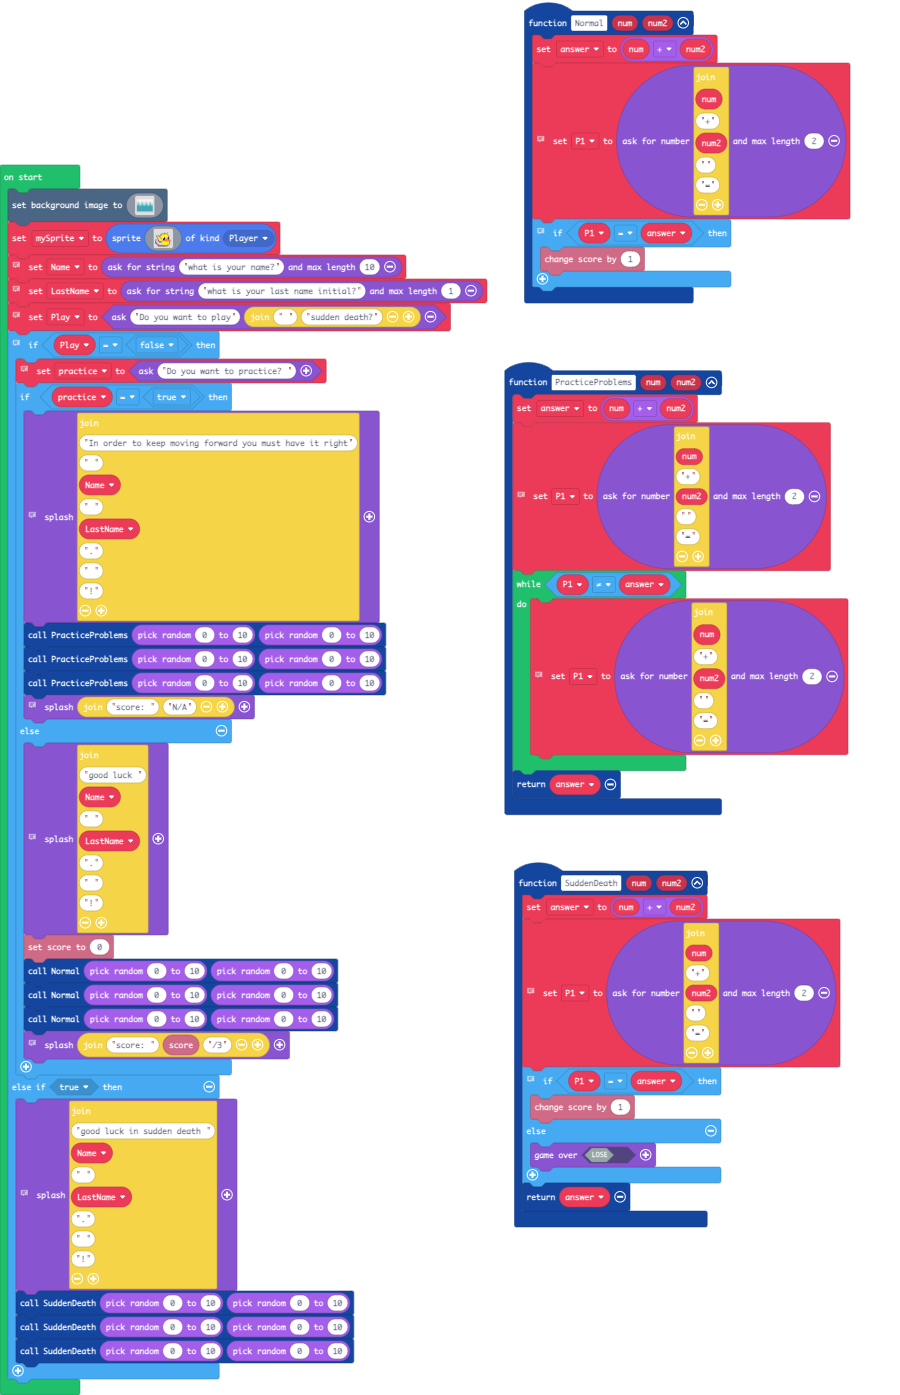 on start
set background image to
set mySprite to sprite of kind Player
set Name to ask for string "what is your name?" and max length 10
set LastName to ask for string "what is your last name initial?" and max length 1
set Play to ask "Do you want to play" join " " "sudden death?"
if Play = false then
set practice to ask "Do you want to practice? "
if practice = true then
join
"In order to keep moving forward you must have it right"
" "
Name
" "
splash
LastName
"."
" "
"!"
call PracticeProblems pick random 0 to 10 pick random 0 to 10
call PracticeProblems pick random 0 to 10 pick random 0 to 10
call PracticeProblems pick random 0 to 10 pick random 0 to 10
splash join "score: " "N/A"
else
join
"good luck "
Name
" "
splash LastName
"."
" "
"!"
set score to 0
call Normal pick random 0 to 10 pick random 0 to 10
call Normal pick random 0 to 10 pick random 0 to 10
call Normal pick random 0 to 10 pick random 0 to 10
splash join "score: " score "/3"
else if true then
join
"good luck in sudden death "
Name
" "
splash LastName
"."
" "
"!"
call SuddenDeath pick random 0 to 10 pick random 0 to 10
call SuddenDeath pick random 0 to 10 pick random 0 to 10
call SuddenDeath pick random 0 to 10 pick random 0 to 10
function Normal num num2
set answer to num + num2
join
num
"+"
set P1 to ask for number num2 and max length 2
" "
"="
if P1 = answer then
change score by 1
function PracticeProblems num num2
set answer to num + num2
join
num
"+"
set P1 to ask for number num2 and max length 2
" "
"="
while P1 ≠ answer
do
join
num
"+"
set P1 to ask for number num2 and max length 2
" "
"="
return answer
function SuddenDeath num num2
set answer to num + num2
join
num
"+"
set P1 to ask for number num2 and max length 2
" "
"="
if P1 = answer then
change score by 1
else
game over LOSE
return answer